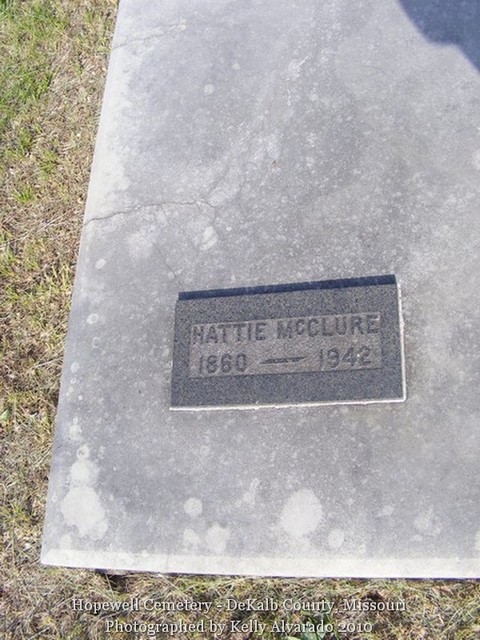 HATTIE McCLURE
1860 — 1942
Hopewell Cemetery - DeKalb County, Missouri
Photographed by Kelly Alvarado 2010